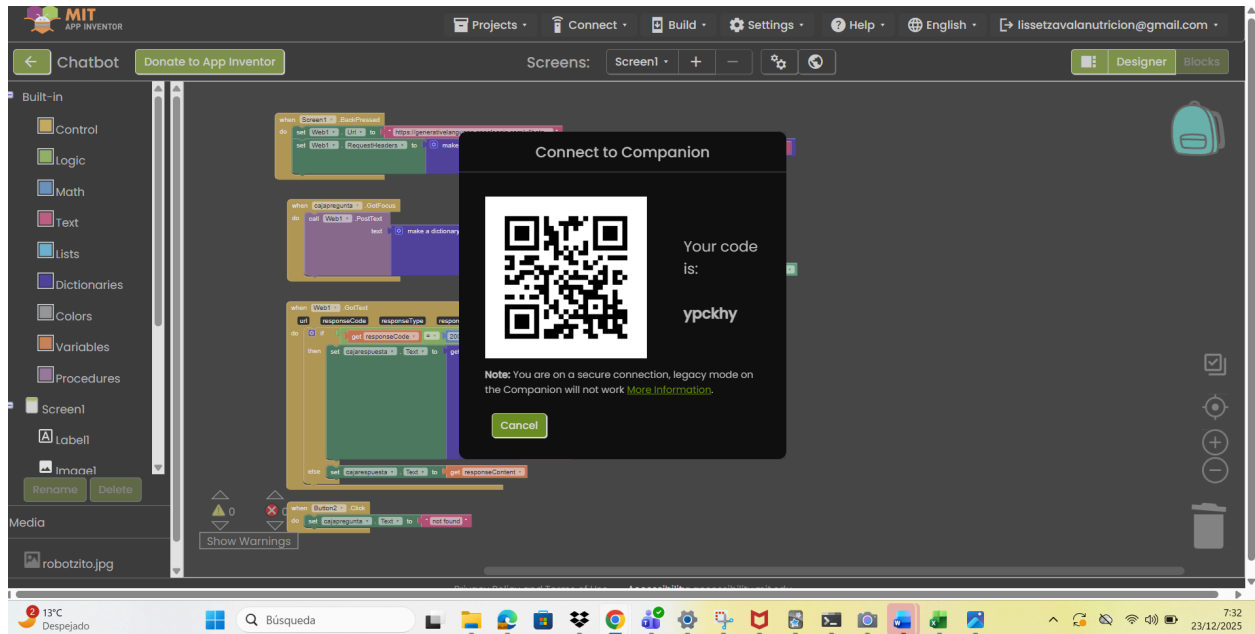 MIT
APP INVENTOR
Projects
Connect
Build
Settings
Help
English
lissetzavalanutricion@gmail.com
Chatbot
Donate to App Inventor
Screens:
Screen1
Designer
Blocks
Built-in
Control
Logic
Math
Text
Lists
Dictionaries
Colors
Variables
Procedures
Screen1
Label1
Image1
Rename
Delete
Media
robotzito.jpg
when Screen1 .BackPressed
do set Web1 . Url to
set Web1 . RequestHeaders to
when cajapregunta .GotFocus
do call Web1 .PostText
text make a dictionary
when Web1 .GotText
url responseCode responseType
do if get responseCode =
then set cajarespuesta . Text to
else set cajarespuesta . Text to get responseContent
when Button2 .Click
do set cajapregunta . Text to " not found "
0
Show Warnings
Connect to Companion
Your code
is:
ypckhy
Note: You are on a secure connection, legacy mode on
the Companion will not work More Information.
Cancel
2
13°C
Despejado
Búsqueda
7:32
23/12/2025